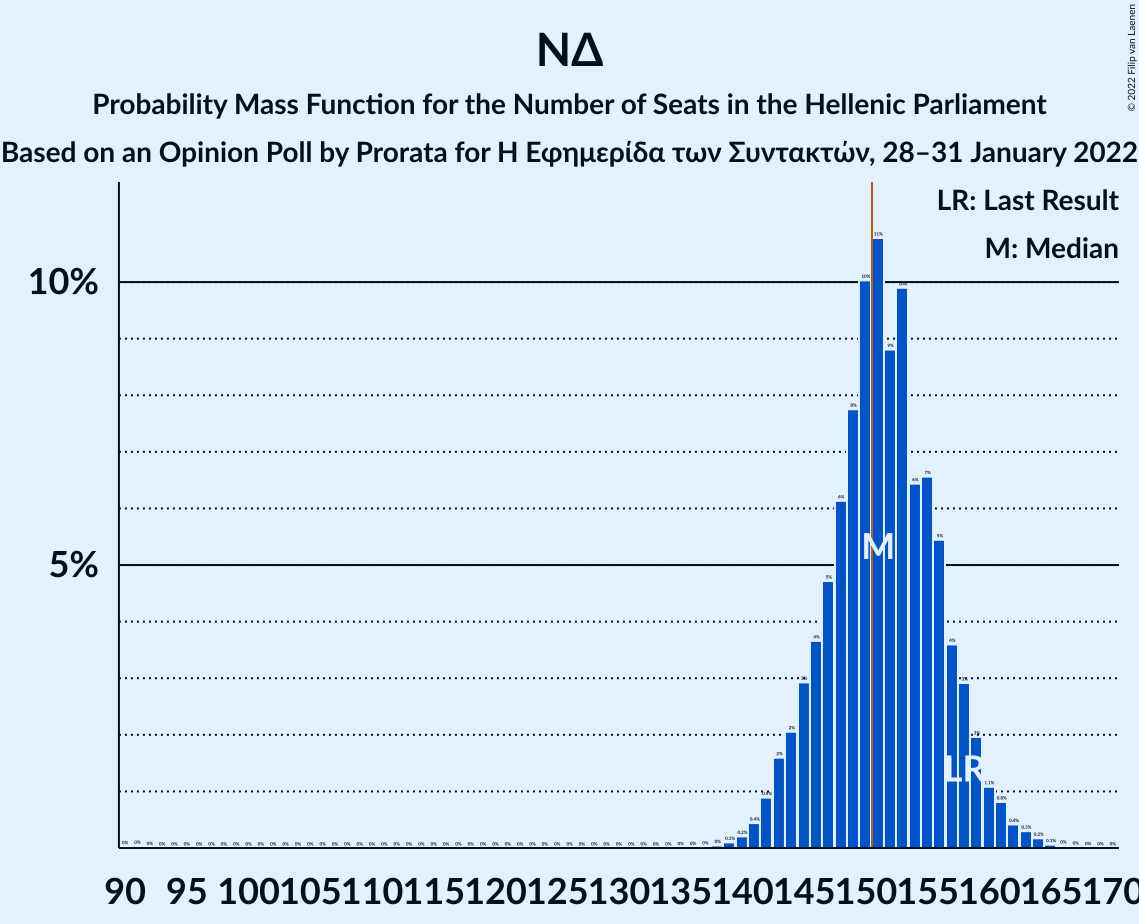 © 2022 Filip van Laenen
ΝΔ
Probability Mass Function for the Number of Seats in the Hellenic Parliament
Based on an Opinion Poll by Prorata for Η Εφημερίδα των Συντακτών, 28–31 January 2022
LR: Last Result
M: Median
10%
5%
M
LR
90 95 100 105 110 115 120 125 130 135 140 145 150 155 160 165 170